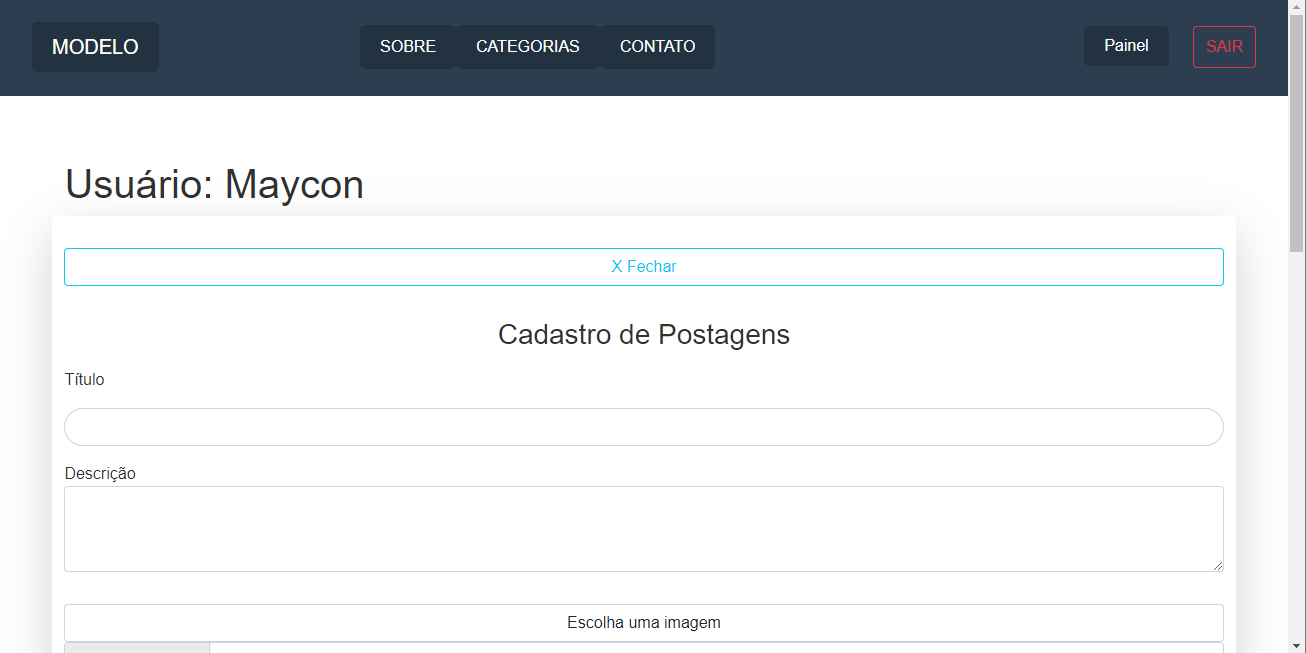 MODELO
SOBRE
CATEGORIAS
CONTATO
Painel
SAIR
Usuário: Maycon
X Fechar
Cadastro de Postagens
Título
Descrição
Escolha uma imagem